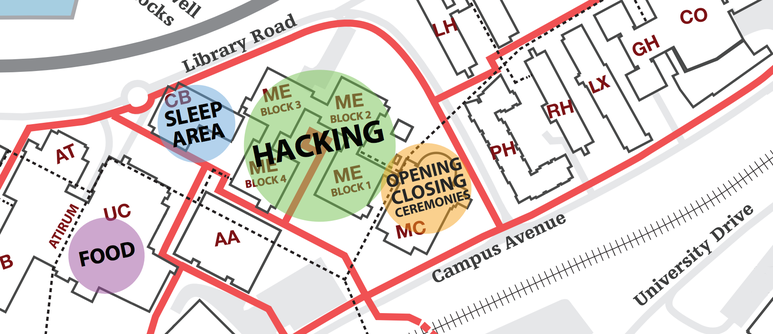 well
ocks
Library Road
LH
CO
GH
LX
RH
PH
CB
SLEEP
AREA
ME
BLOCK 3
ME
BLOCK 2
HACKING
ME
BLOCK 4
ME
BLOCK 1
OPENING
CLOSING
CEREMONIES
MC
AT
ATIRUM
UC
FOOD
AA
B
Campus Avenue
University Drive